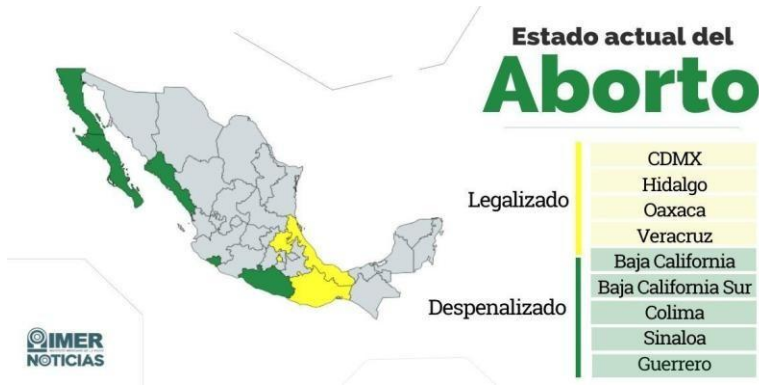 Estado actual del
Aborto
Legalizado
CDMX
Hidalgo
Oaxaca
Veracruz
Despenalizado
Baja California
Baja California Sur
Colima
Sinaloa
Guerrero
IMER
NOTICIAS